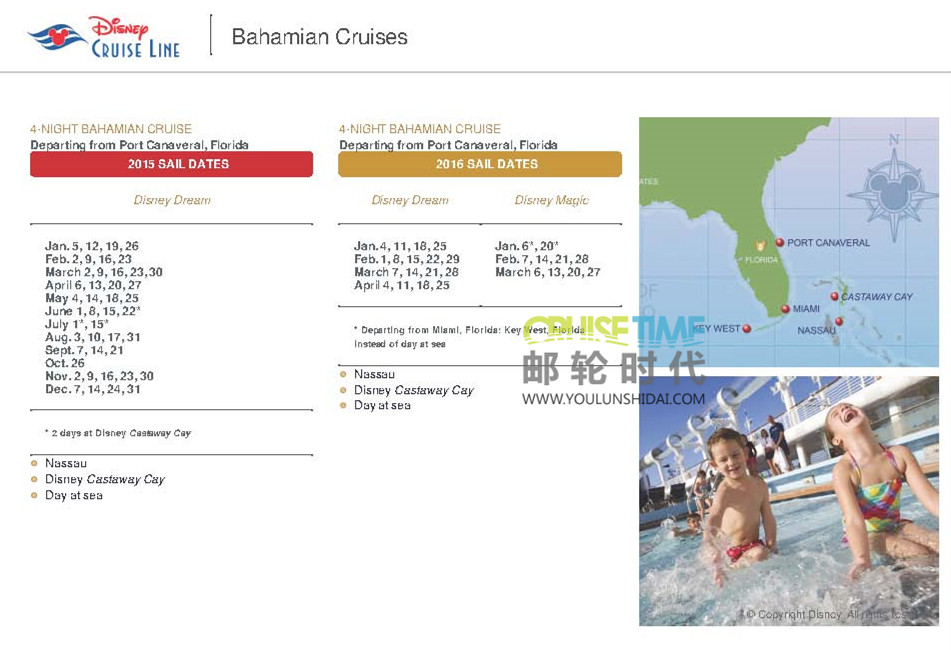 Disney
CRUISE LINE
Bahamian Cruises
4-NIGHT BAHAMIAN CRUISE
Departing from Port Canaveral, Florida
2015 SAIL DATES
Disney Dream
Jan. 5, 12, 19, 26
Feb. 2, 9, 16, 23
March 2, 9, 16, 23, 30
April 6, 13, 20, 27
May 4, 14, 18, 25
June 1, 8, 15, 22*
July 1*, 15*
Aug. 3, 10, 17, 31
Sept. 7, 14, 21
Oct. 26
Nov. 2, 9, 16, 23, 30
Dec. 7, 14, 24, 31
* 2 days at Disney Castaway Cay
Nassau
Disney Castaway Cay
Day at sea
4-NIGHT BAHAMIAN CRUISE
Departing from Port Canaveral, Florida
2016 SAIL DATES
Disney Dream
Disney Magic
Jan. 4, 11, 18, 25
Feb. 1, 8, 15, 22, 29
March 7, 14, 21, 28
April 4, 11, 18, 25
Jan. 6*, 20*
Feb. 7, 14, 21, 28
March 6, 13, 20, 27
* Departing from Miami, Florida: Key West, Florida
instead of day at sea
Nassau
Disney Castaway Cay
Day at sea
ATES
N
PORT CANAVERAL
FLORIDA
CASTAWAY CAY
OF
MIAMI
KEY WEST
NASSAU
CRUISETIME
邮轮时代
WWW.YOULUNSHIDAI.COM
© Copyright Disney. All rights